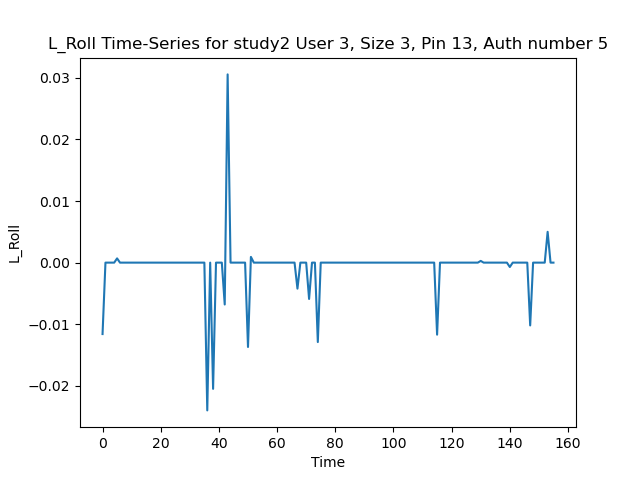 L_Roll Time-Series for study2 User 3, Size 3, Pin 13, Auth number 5
0.03
0.02
0.01
0.00
−0.01
−0.02
L_Roll
0 20 40 60 80 100 120 140 160
Time